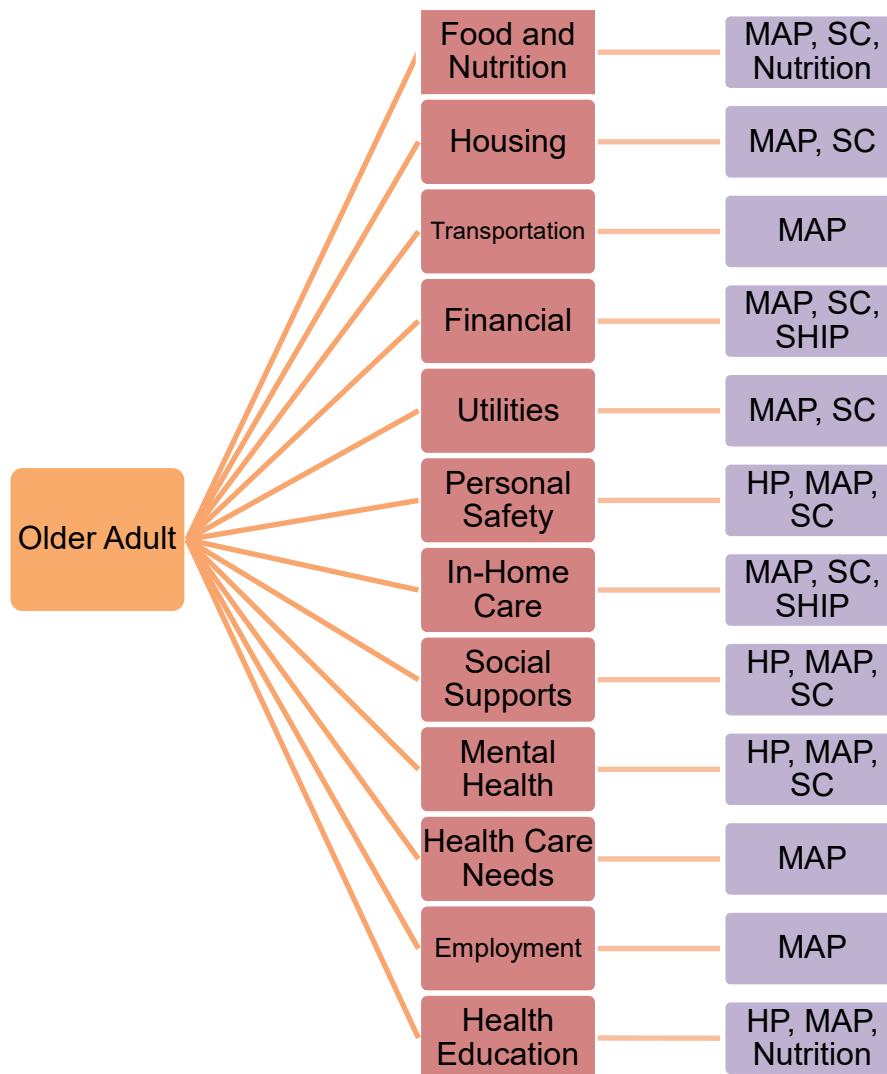 Food and
Nutrition
MAP, SC,
Nutrition
Housing
MAP, SC
Transportation
MAP
Financial
MAP, SC,
SHIP
Utilities
MAP, SC
Personal
Safety
HP, MAP,
SC
Older Adult
In-Home
Care
MAP, SC,
SHIP
Social
Supports
HP, MAP,
SC
Mental
Health
HP, MAP,
SC
Health Care
Needs
MAP
Employment
MAP
Health
Education
HP, MAP,
Nutrition